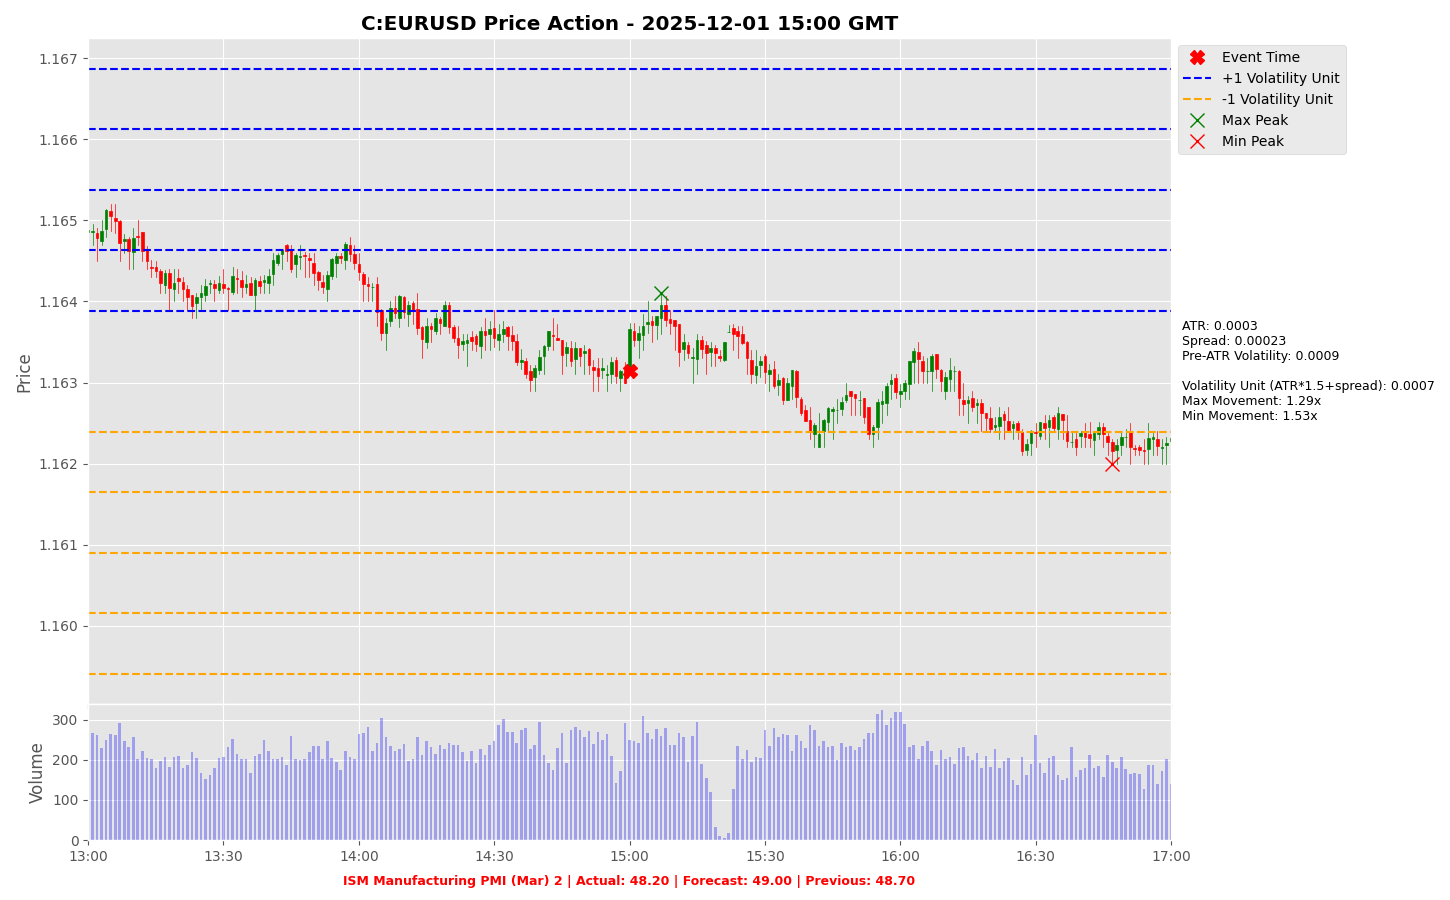 C:EURUSD Price Action - 2025-12-01 15:00 GMT
1.167
1.166
1.165
1.164
1.163
1.162
1.161
1.160
Price
Event Time
+1 Volatility Unit
-1 Volatility Unit
Max Peak
Min Peak
ATR: 0.0003
Spread: 0.00023
Pre-ATR Volatility: 0.0009
Volatility Unit (ATR*1.5+spread): 0.0007
Max Movement: 1.29x
Min Movement: 1.53x
300
200
100
0
Volume
13:00 13:30 14:00 14:30 15:00 15:30 16:00 16:30 17:00
ISM Manufacturing PMI (Mar) 2 | Actual: 48.20 | Forecast: 49.00 | Previous: 48.70